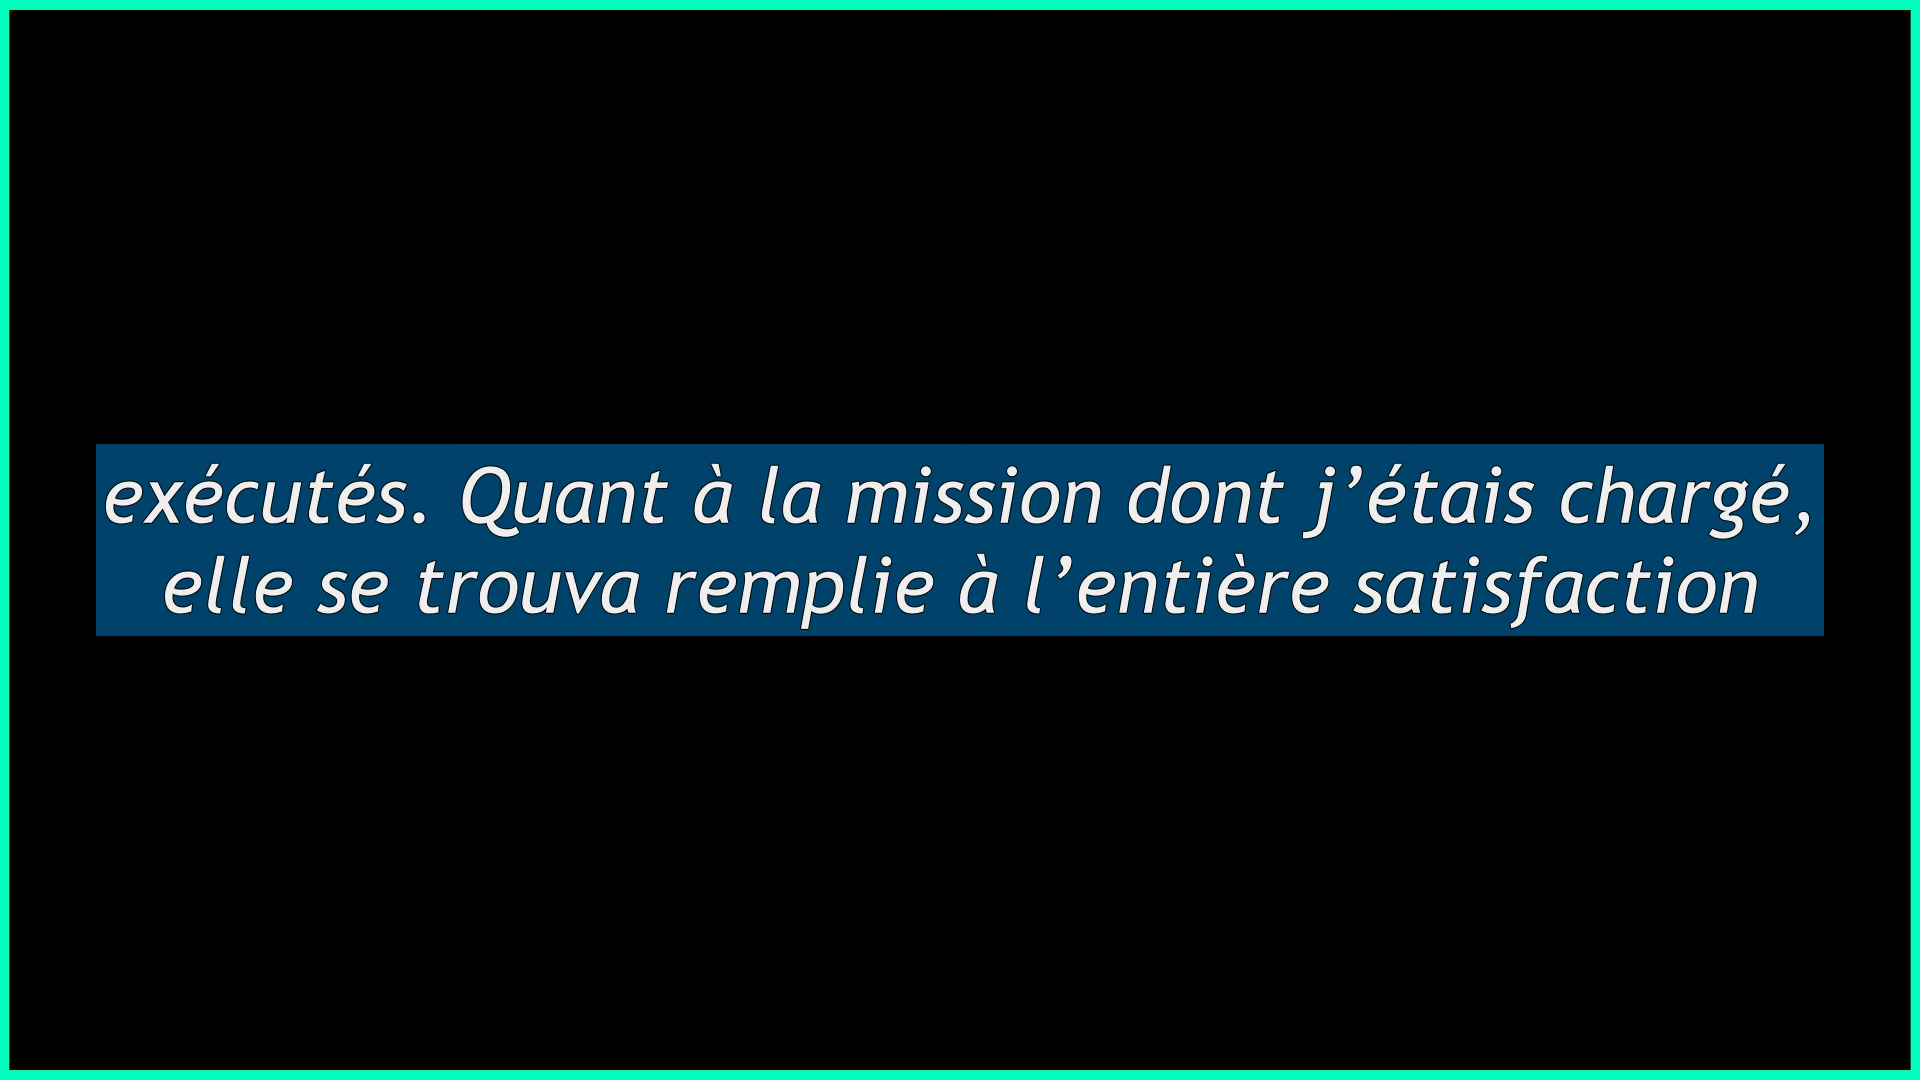 exécutés. Quant à la mission dont j’étais chargé,
elle se trouva remplie à l’entière satisfaction